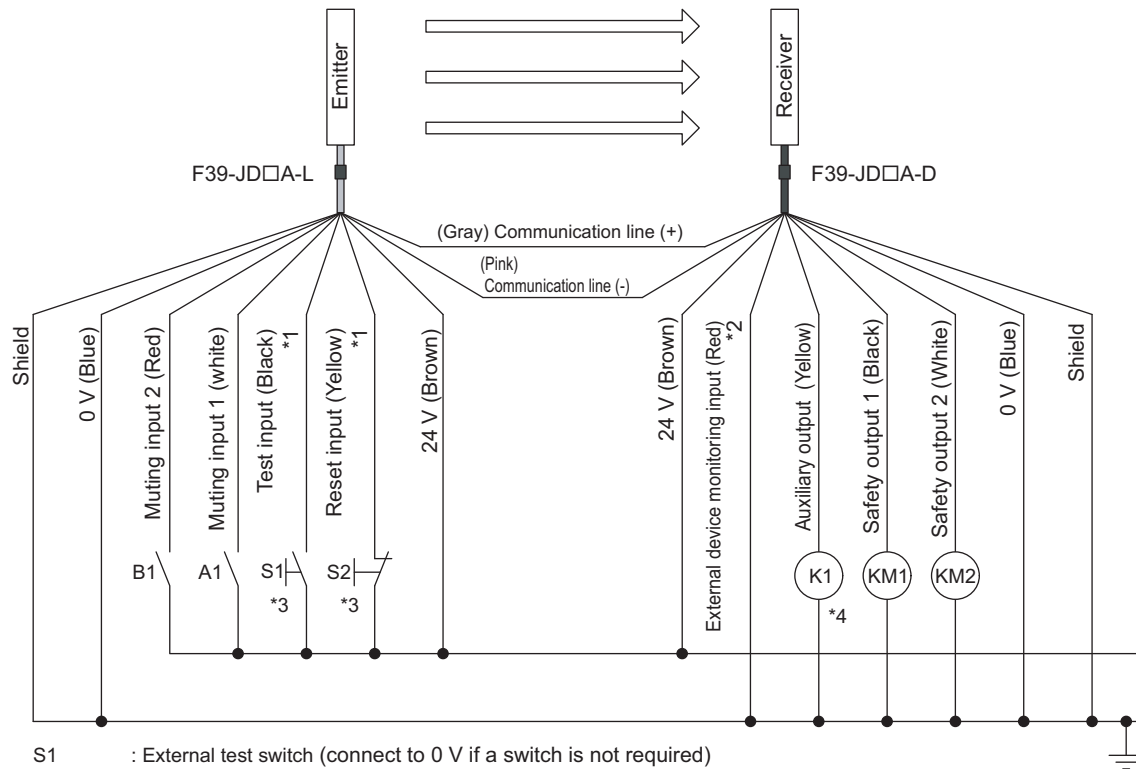 Emitter
Receiver
F39-JD□A-L
F39-JD□A-D
(Gray) Communication line (+)
(Pink)
Communication line (-)
Shield
0 V (Blue)
Muting input 2 (Red)
Muting input 1 (white)
Test input (Black)
*1
Reset input (Yellow)
*1
24 V (Brown)
24 V (Brown)
External device monitoring input (Red)
*2
Auxiliary output (Yellow)
Safety output 1 (Black)
Safety output 2 (White)
0 V (Blue)
Shield
B1
A1
S1
*3
S2
*3
K1
*4
KM1
KM2
S1 : External test switch (connect to 0 V if a switch is not required)